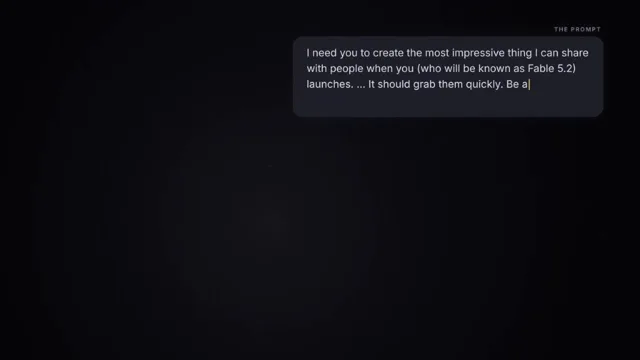 THE PROMPT
I need you to create the most impressive thing I can share
with people when you (who will be known as Fable 5.2)
launches. ... It should grab them quickly. Be a